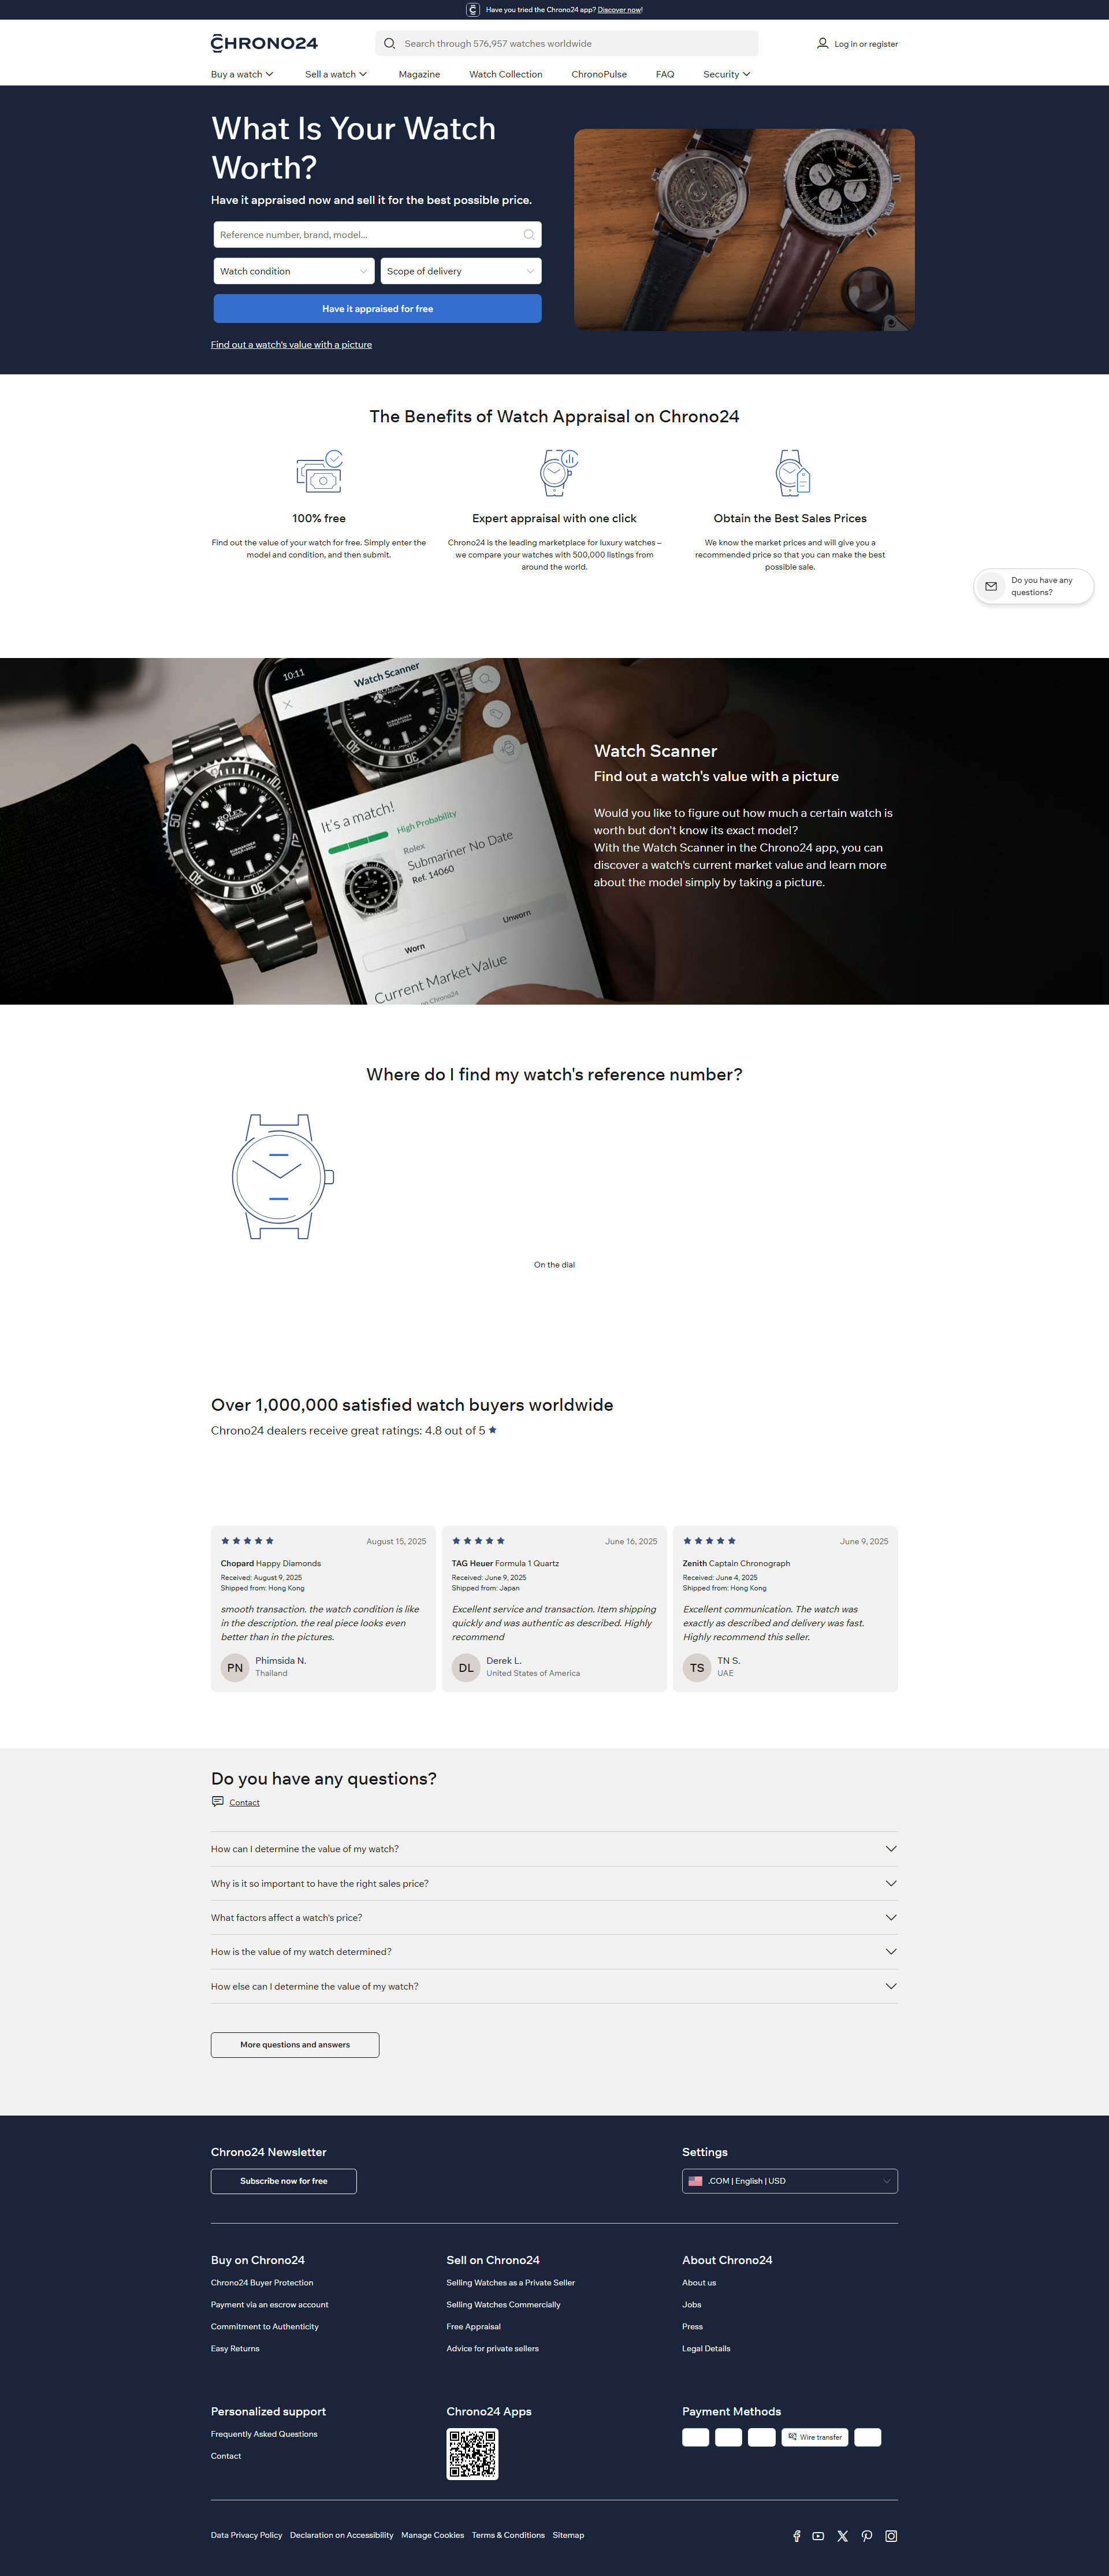 Have you tried the Chrono24 app? Discover now!
CHRONO24
Search through 576,957 watches worldwide
Log in or register
Buy a watch
Sell a watch
Magazine
Watch Collection
ChronoPulse
FAQ
Security
What Is Your Watch
Worth?
Have it appraised now and sell it for the best possible price.
Reference number, brand, model...
Watch condition
Scope of delivery
Have it appraised for free
Find out a watch's value with a picture
The Benefits of Watch Appraisal on Chrono24
100% free
Find out the value of your watch for free. Simply enter the
model and condition, and then submit.
Expert appraisal with one click
Chrono24 is the leading marketplace for luxury watches –
we compare your watches with 500,000 listings from
around the world.
Obtain the Best Sales Prices
We know the market prices and will give you a
recommended price so that you can make the best
possible sale.
Do you have any
questions?
10:11
Watch Scanner
It's a match!
High Probability
Rolex
Submariner No Date
Ref. 14060
Worn
Unworn
Current Market Value
on Chrono24
ROLEX
Watch Scanner
Find out a watch's value with a picture
Would you like to figure out how much a certain watch is
worth but don't know its exact model?
With the Watch Scanner in the Chrono24 app, you can
discover a watch's current market value and learn more
about the model simply by taking a picture.
Where do I find my watch's reference number?
On the dial
Over 1,000,000 satisfied watch buyers worldwide
Chrono24 dealers receive great ratings: 4.8 out of 5
August 15, 2025
Chopard Happy Diamonds
Received: August 9, 2025
Shipped from: Hong Kong
smooth transaction. the watch condition is like
in the description. the real piece looks even
better than in the pictures.
PN
Phimsida N.
Thailand
June 16, 2025
TAG Heuer Formula 1 Quartz
Received: June 9, 2025
Shipped from: Japan
Excellent service and transaction. Item shipping
quickly and was authentic as described. Highly
recommend
DL
Derek L.
United States of America
June 9, 2025
Zenith Captain Chronograph
Received: June 4, 2025
Shipped from: Hong Kong
Excellent communication. The watch was
exactly as described and delivery was fast.
Highly recommend this seller.
TS
TN S.
UAE
Do you have any questions?
Contact
How can I determine the value of my watch?
Why is it so important to have the right sales price?
What factors affect a watch's price?
How is the value of my watch determined?
How else can I determine the value of my watch?
More questions and answers
Chrono24 Newsletter
Subscribe now for free
Settings
.COM | English | USD
Buy on Chrono24
Chrono24 Buyer Protection
Payment via an escrow account
Commitment to Authenticity
Easy Returns
Sell on Chrono24
Selling Watches as a Private Seller
Selling Watches Commercially
Free Appraisal
Advice for private sellers
About Chrono24
About us
Jobs
Press
Legal Details
Personalized support
Frequently Asked Questions
Contact
Chrono24 Apps
Payment Methods
Wire transfer
Data Privacy Policy
Declaration on Accessibility
Manage Cookies
Terms & Conditions
Sitemap